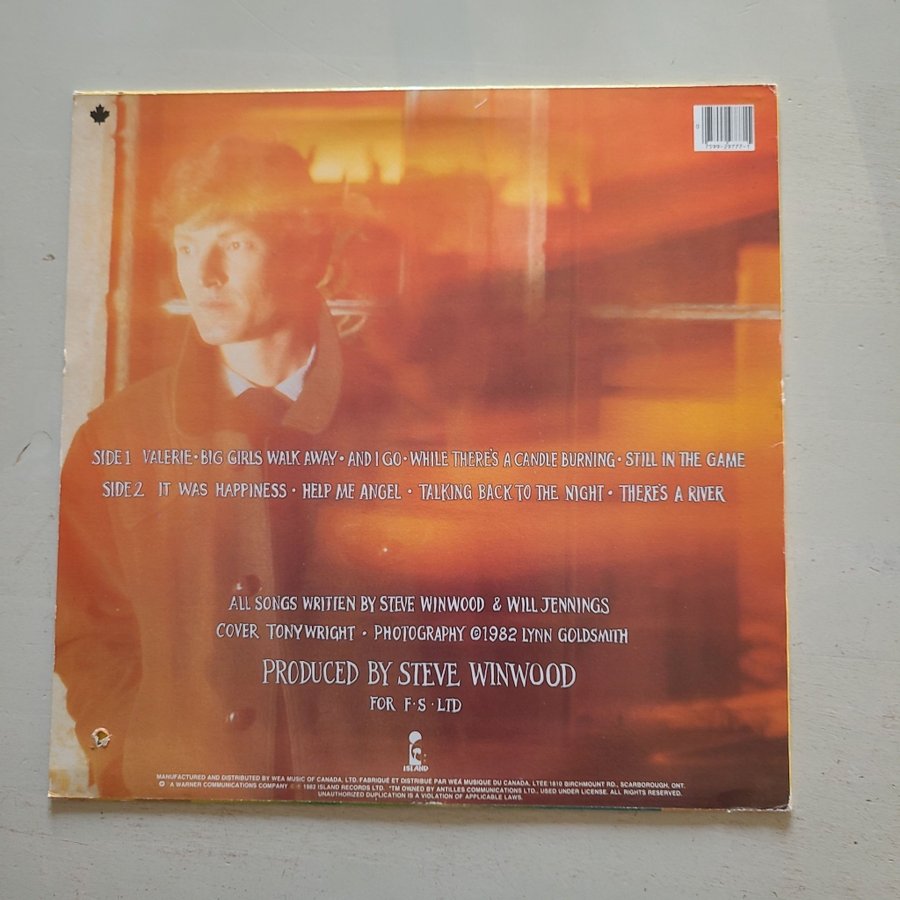 7599-23777-1
SIDE 1 VALERIE • BIG GIRLS WALK AWAY • AND I GO • WHILE THERE'S A CANDLE BURNING • STILL IN THE GAME
SIDE 2 IT WAS HAPPINESS • HELP ME ANGEL • TALKING BACK TO THE NIGHT • THERE'S A RIVER
ALL SONGS WRITTEN BY STEVE WINWOOD & WILL JENNINGS
COVER TONY WRIGHT • PHOTOGRAPHY ©1982 LYNN GOLDSMITH
PRODUCED BY STEVE WINWOOD
FOR F•S•LTD
ISLAND
MANUFACTURED AND DISTRIBUTED BY WEA MUSIC OF CANADA, LTD. FABRIQUÉ ET DISTRIBUÉ PAR WEA MUSIQUE DU CANADA, LTÉE 1810 BIRCHMOUNT RD., SCARBOROUGH, ONT.
A WARNER COMMUNICATIONS COMPANY © ℗ 1982 ISLAND RECORDS LTD. *TM OWNED BY ANTILLES COMMUNICATIONS LTD., USED UNDER LICENSE. ALL RIGHTS RESERVED.
UNAUTHORIZED DUPLICATION IS A VIOLATION OF APPLICABLE LAWS.